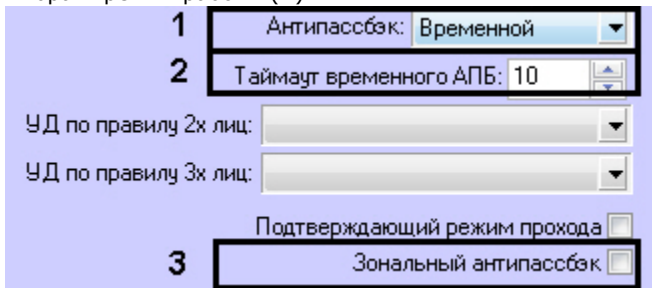 1 Антипассбэк: Временной
2 Таймаут временного АПБ: 10
УД по правилу 2х лиц:
УД по правилу 3х лиц:
Подтверждающий режим прохода
3 Зональный антипассбэк